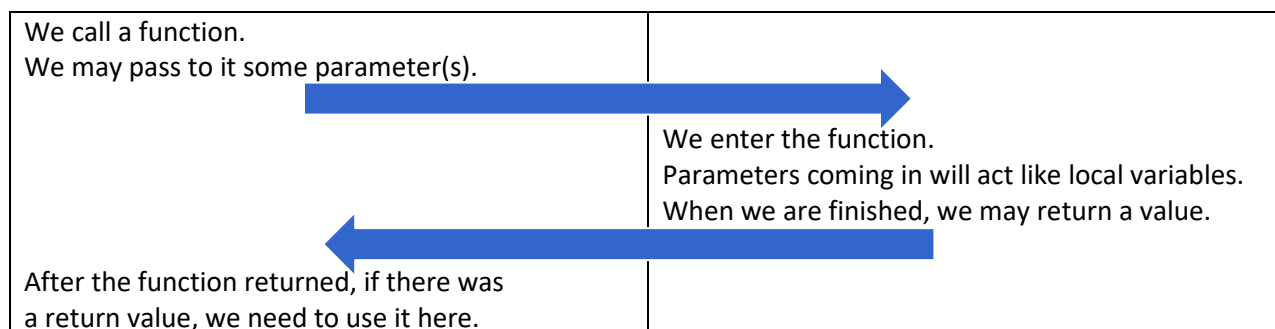 We call a function.
We may pass to it some parameter(s).
We enter the function.
Parameters coming in will act like local variables.
When we are finished, we may return a value.
After the function returned, if there was
a return value, we need to use it here.